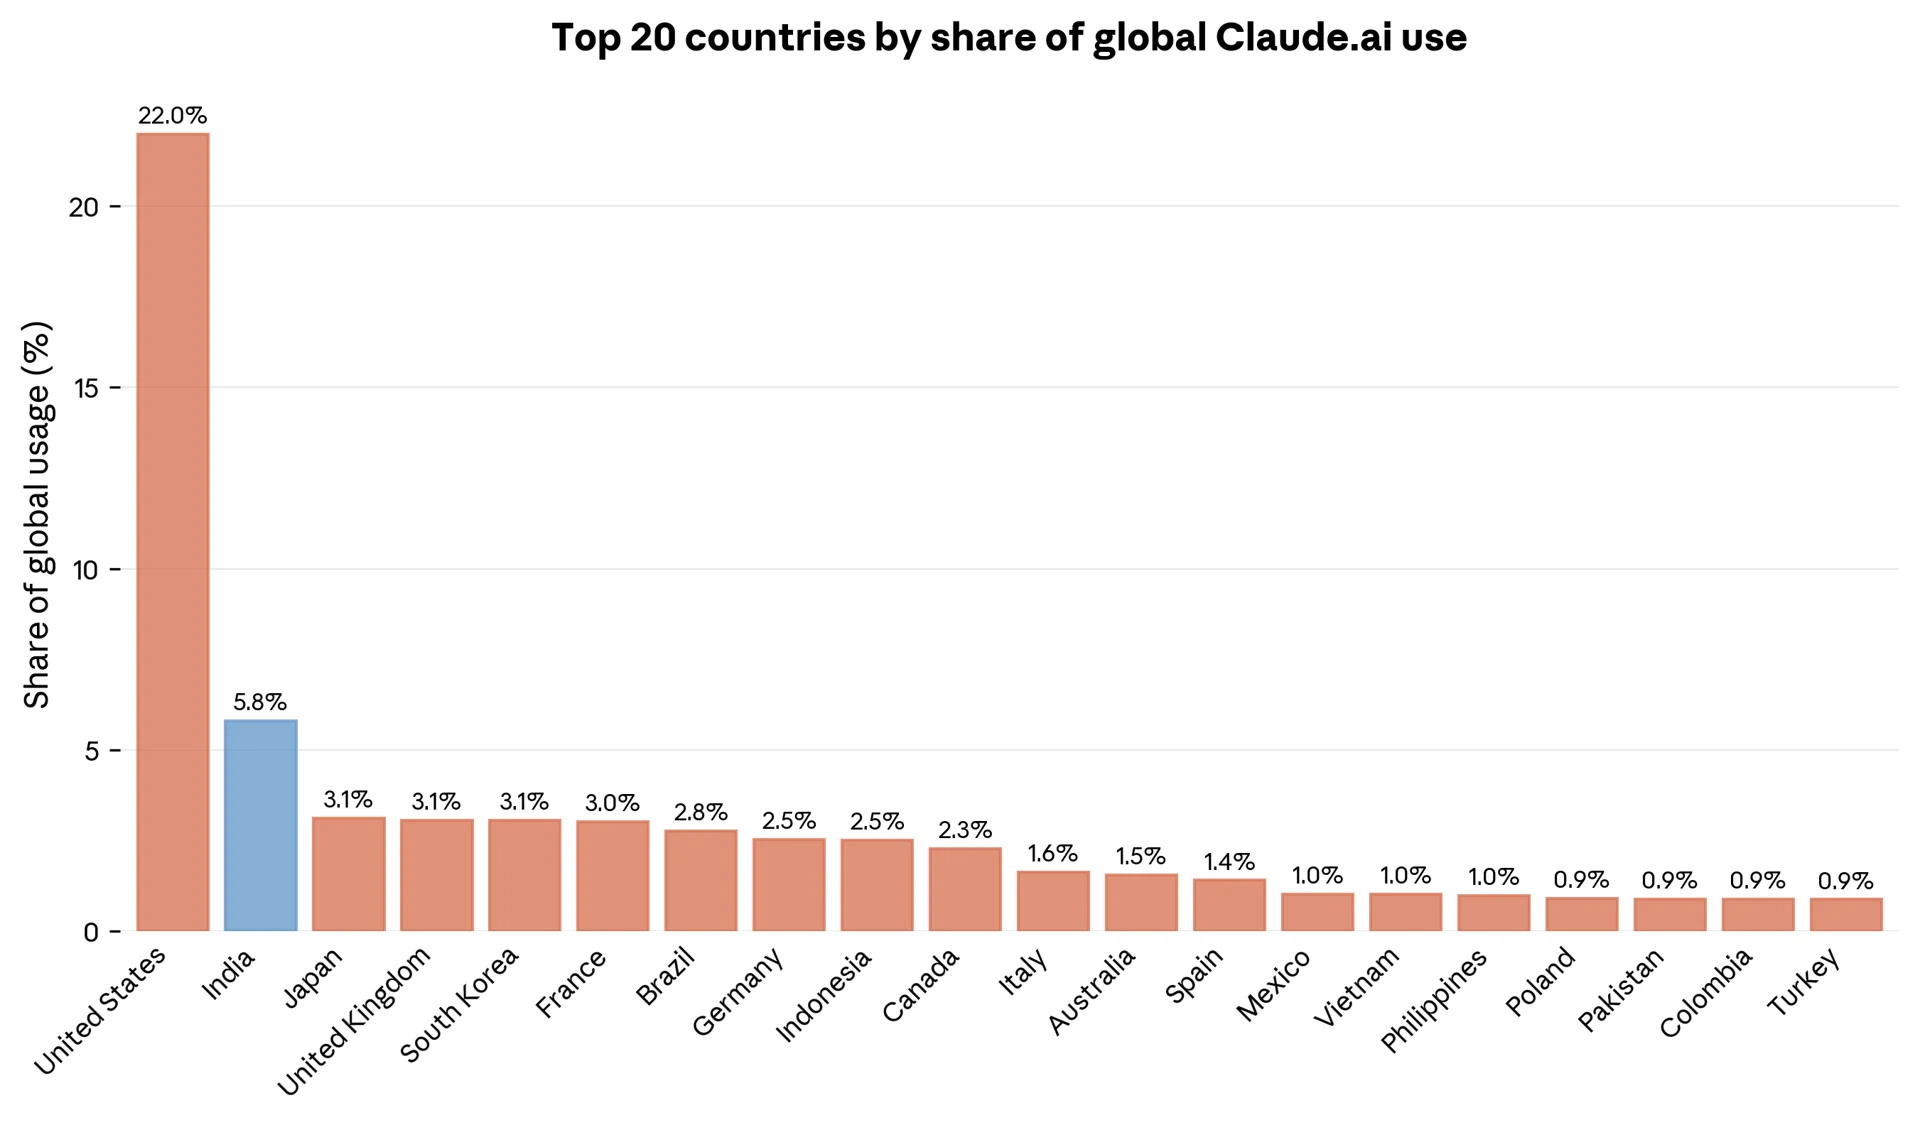 Top 20 countries by share of global Claude.ai use
Share of global usage (%)
20
15
10
5
0
22.0%
5.8%
3.1%
3.1%
3.1%
3.0%
2.8%
2.5%
2.5%
2.3%
1.6%
1.5%
1.4%
1.0%
1.0%
1.0%
0.9%
0.9%
0.9%
0.9%
United States
India
Japan
United Kingdom
South Korea
France
Brazil
Germany
Indonesia
Canada
Italy
Australia
Spain
Mexico
Vietnam
Philippines
Poland
Pakistan
Colombia
Turkey